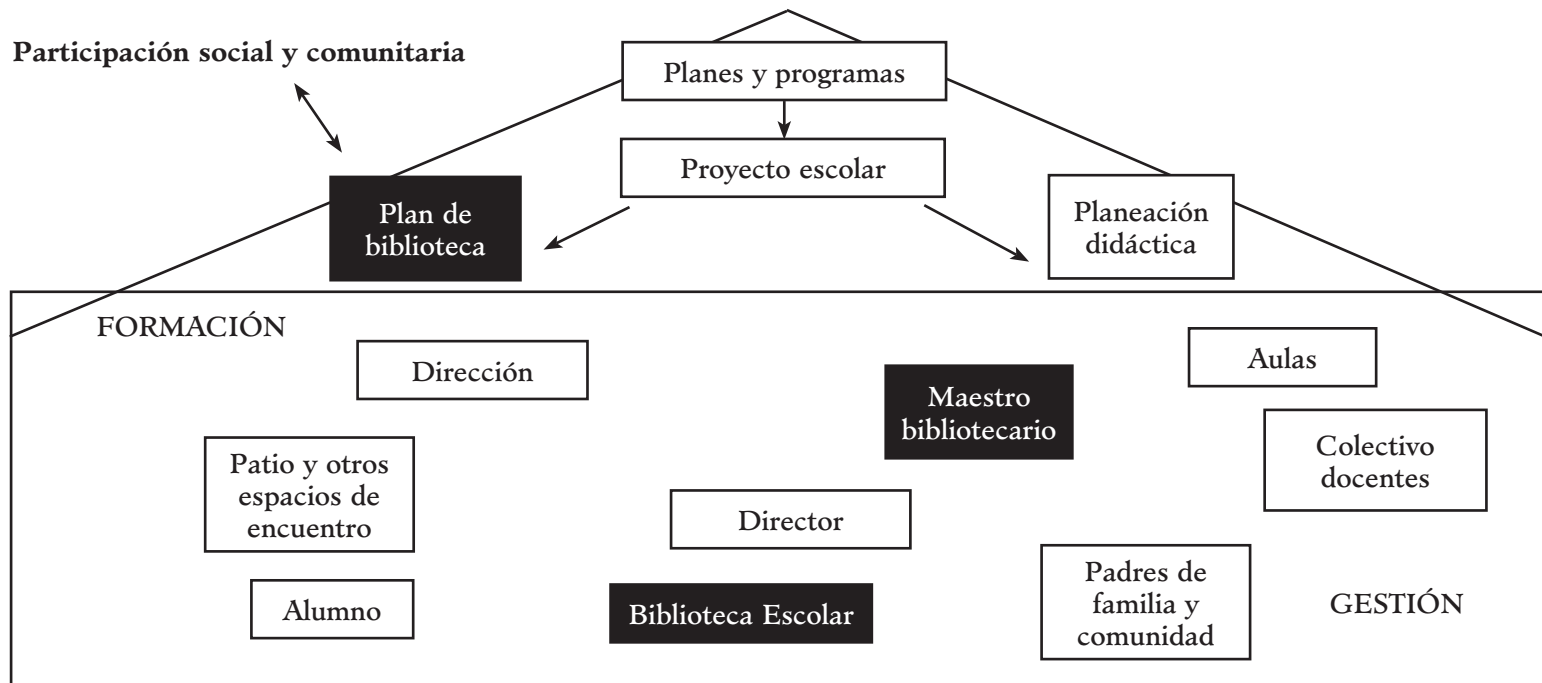 Participación social y comunitaria
Planes y programas
Proyecto escolar
Plan de
biblioteca
Planeación
didáctica
FORMACIÓN
Dirección
Aulas
Maestro
bibliotecario
Colectivo
docentes
Patio y otros
espacios de
encuentro
Director
Alumno
Biblioteca Escolar
Padres de
familia y
comunidad
GESTIÓN